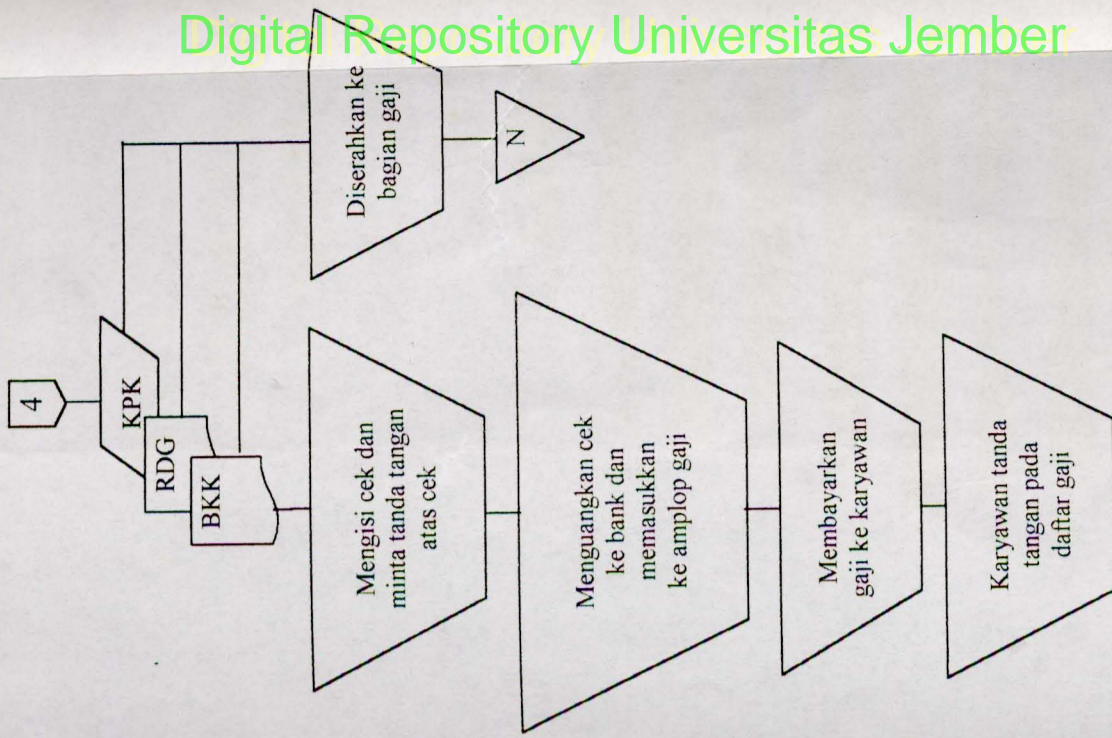 Digital Repository Universitas Jember
4
KPK
RDG
BKK
Mengisi cek dan
minta tanda tangan
atas cek
Menguangkan cek
ke bank dan
memasukkan
ke amplop gaji
Membayarkan
gaji ke karyawan
Karyawan tanda
tangan pada
daftar gaji
Diserahkan ke
bagian gaji
N